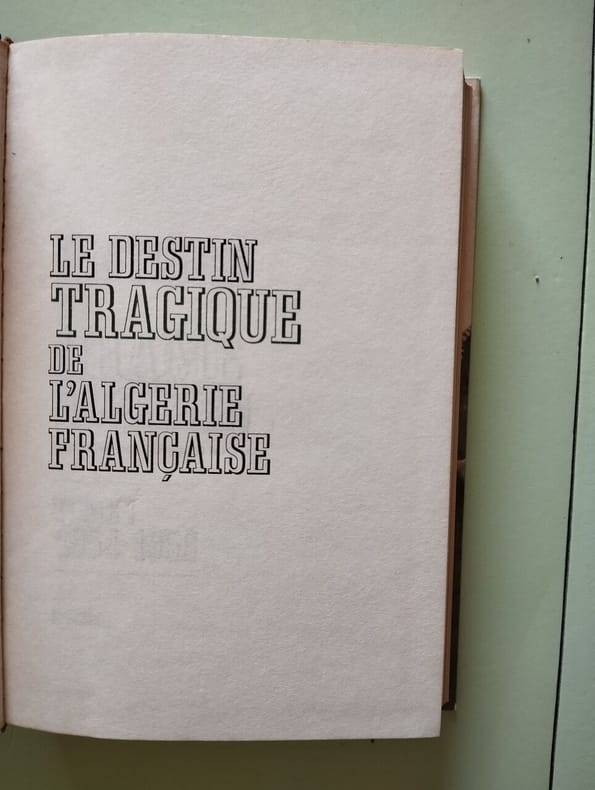 LE DESTIN
TRAGIQUE
DE
L'ALGERIE
FRANÇAISE